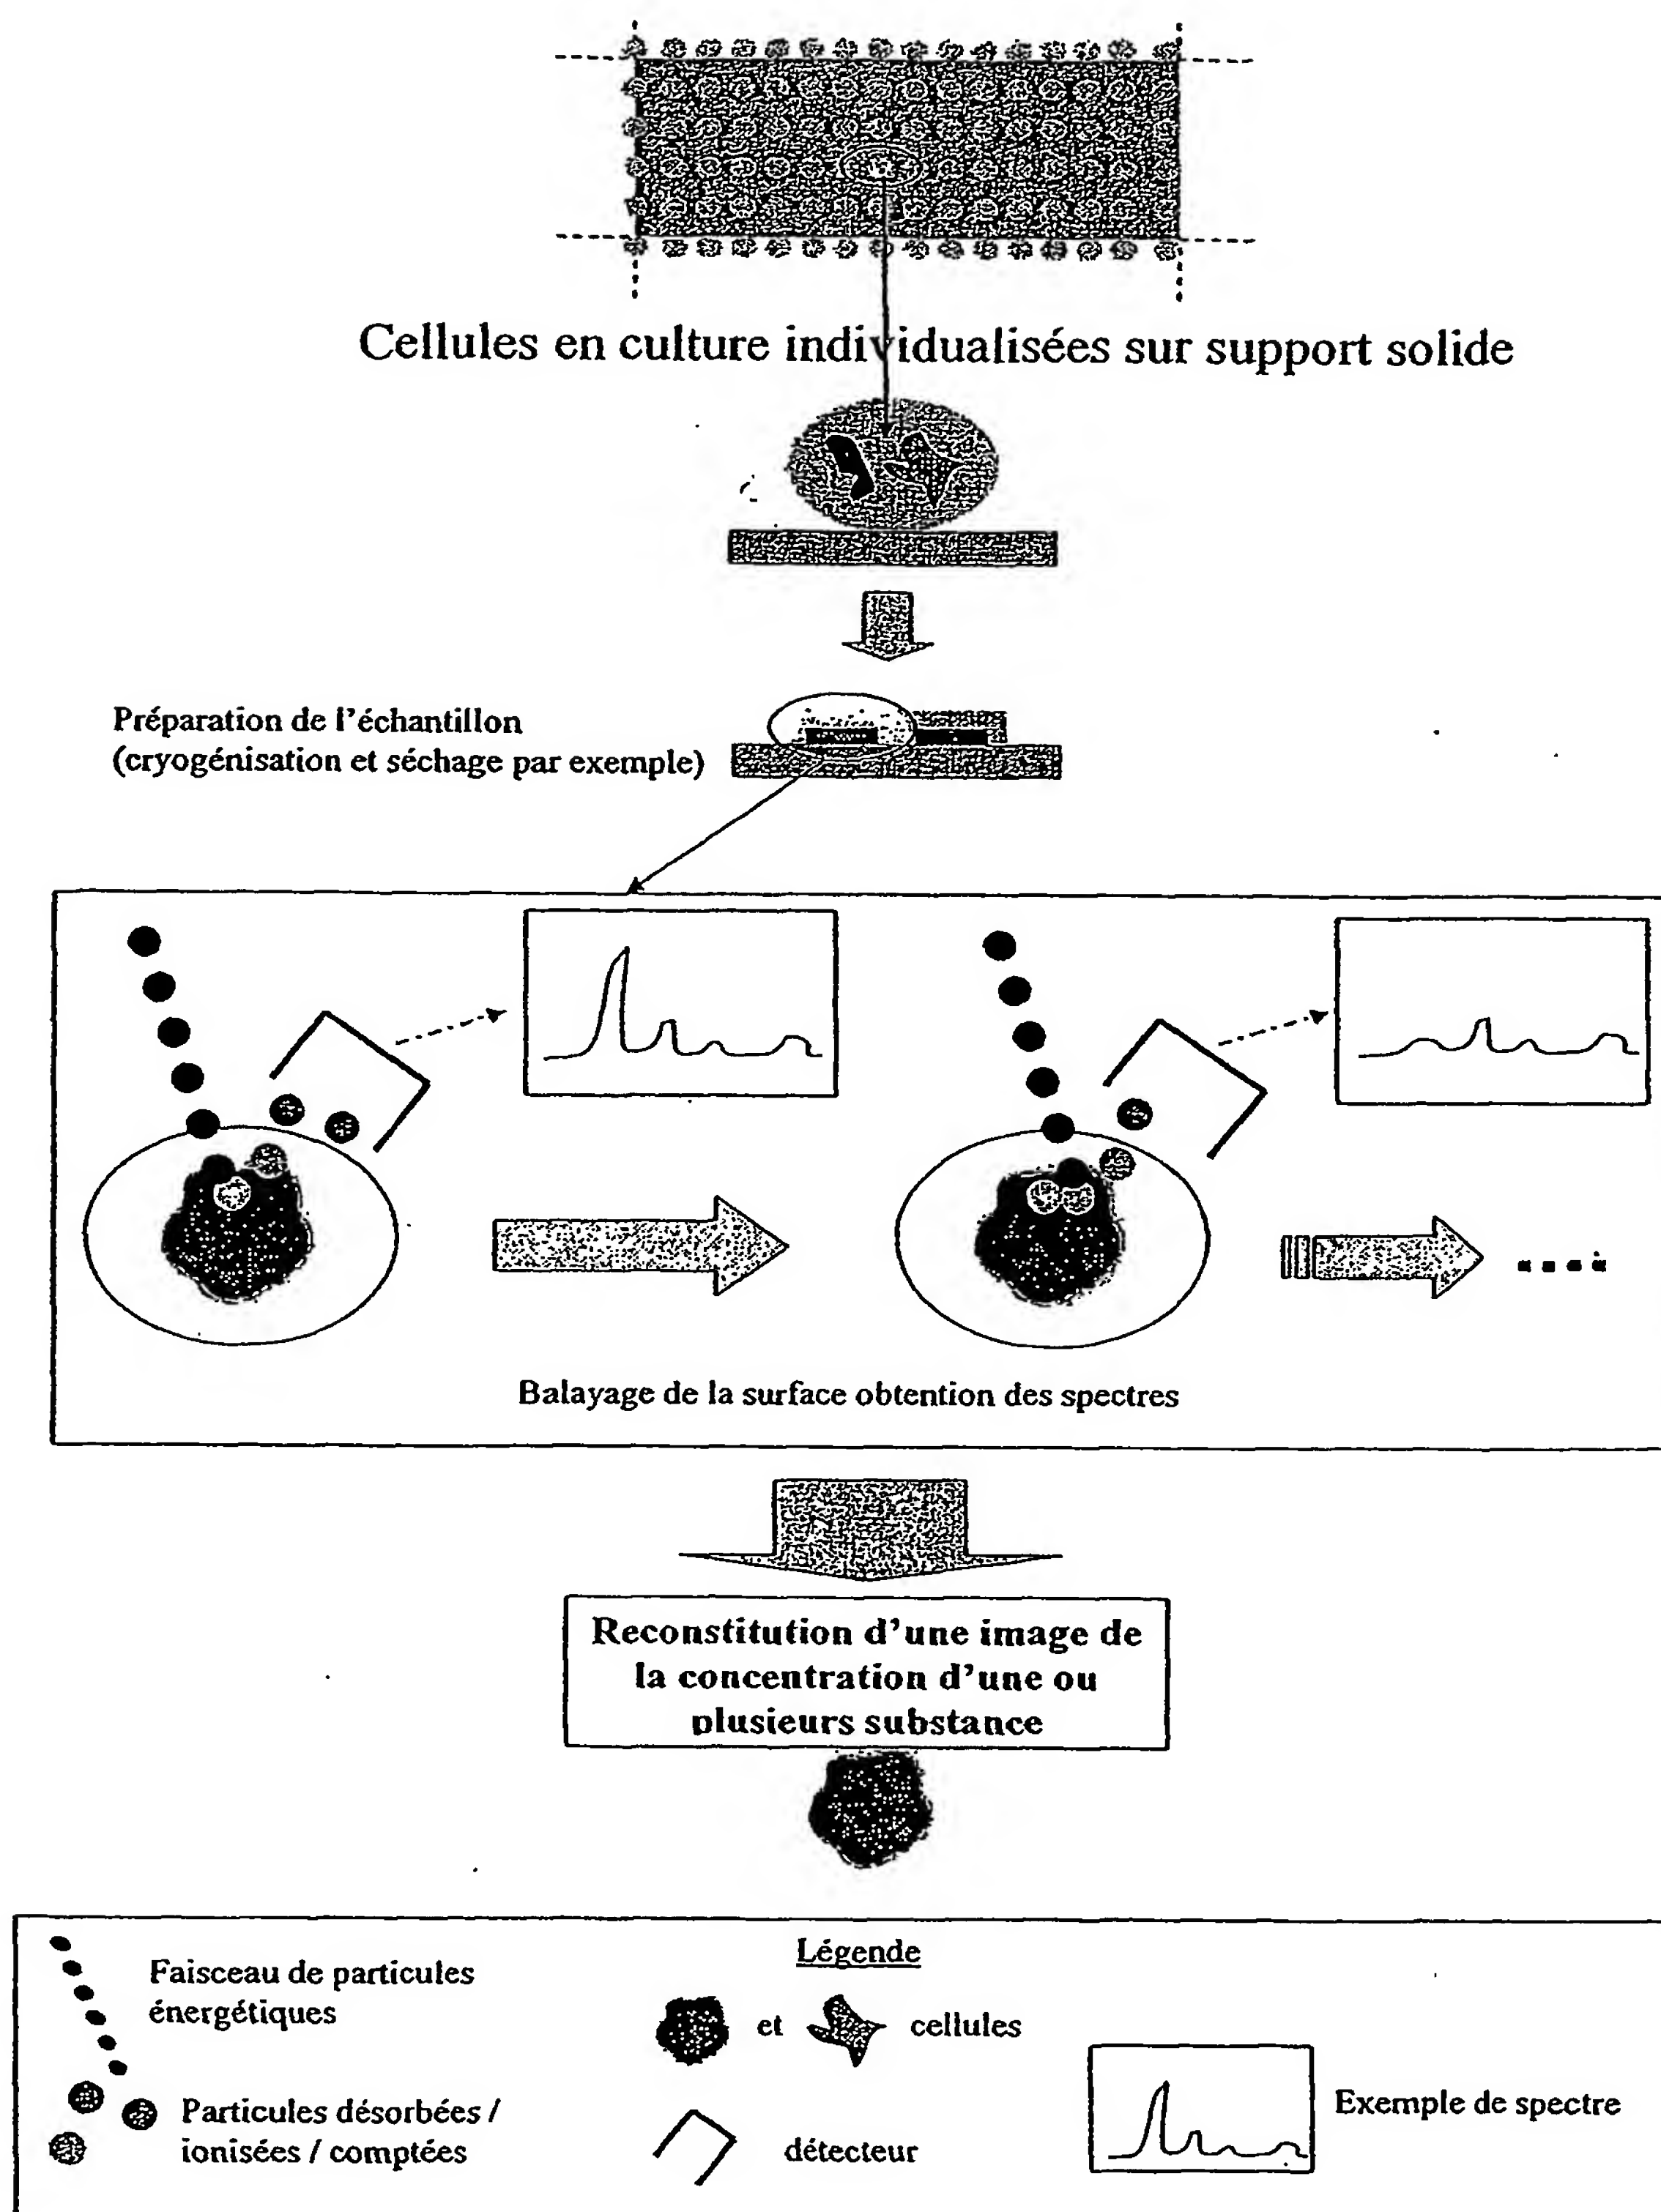 Cellules en culture individualisées sur support solide
Préparation de l'échantillon
(cryogénisation et séchage par exemple)
Balayage de la surface obtention des spectres
Reconstitution d'une image de
la concentration d'une ou
plusieurs substance
Légende
Faisceau de particules
énergétiques
et
cellules
Particules désorbées /
ionisées / comptées
détecteur
Exemple de spectre